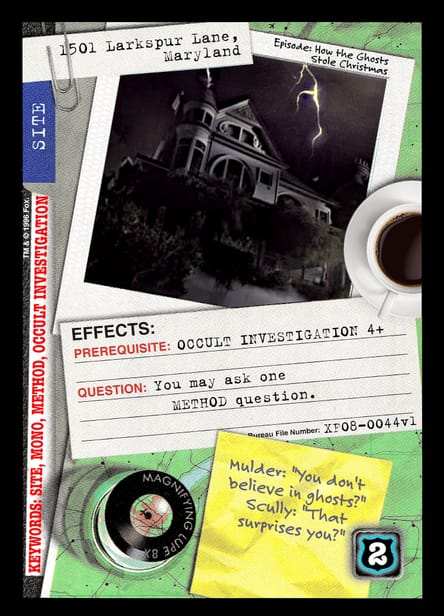 1501 Larkspur Lane,
Maryland
Episode: How the Ghosts
Stole Christmas
SITE
TM & © 1996 Fox.
KEYWORDS: SITE, MONO, METHOD, OCCULT INVESTIGATION
EFFECTS:
PREREQUISITE: OCCULT INVESTIGATION 4+
QUESTION: You may ask one
METHOD question.
Bureau File Number: XF08-0044v1
MAGNIFYING LUPE 8X
Mulder: "You don't
believe in ghosts?"
Scully: "That
surprises you?"
2